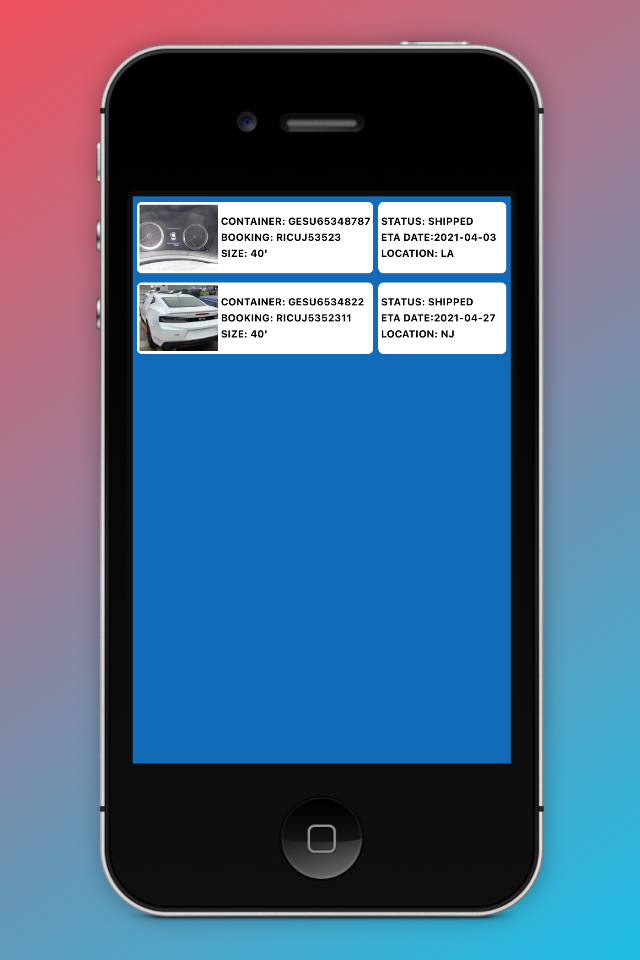 CONTAINER: GESU65348787
BOOKING: RICUJ53523
SIZE: 40'
STATUS: SHIPPED
ETA DATE:2021-04-03
LOCATION: LA
CONTAINER: GESU6534822
BOOKING: RICUJ5352311
SIZE: 40'
STATUS: SHIPPED
ETA DATE:2021-04-27
LOCATION: NJ